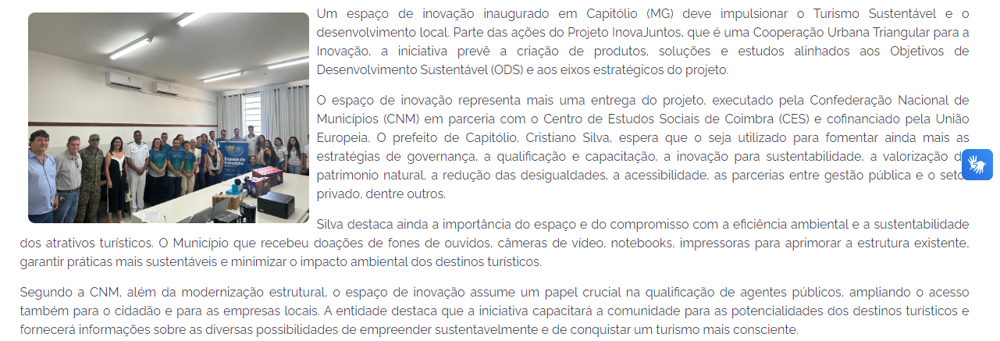 Um espaço de inovação inaugurado em Capitólio (MG) deve impulsionar o Turismo Sustentável e o
desenvolvimento local. Parte das ações do Projeto InovaJuntos, que é uma Cooperação Urbana Triangular para a
Inovação, a iniciativa prevê a criação de produtos, soluções e estudos alinhados aos Objetivos de
Desenvolvimento Sustentável (ODS) e aos eixos estratégicos do projeto.
O espaço de inovação representa mais uma entrega do projeto, executado pela Confederação Nacional de
Municípios (CNM) em parceria com o Centro de Estudos Sociais de Coimbra (CES) e cofinanciado pela União
Europeia. O prefeito de Capitólio, Cristiano Silva, espera que o seja utilizado para fomentar ainda mais as
estratégias de governança, a qualificação e capacitação, a inovação para sustentabilidade, a valorização d
patrimonio natural, a redução das desigualdades, a acessibilidade, as parcerias entre gestão pública e o seto
privado, dentre outros.
Silva destaca ainda a importância do espaço e do compromisso com a eficiência ambiental e a sustentabilidade
dos atrativos turísticos. O Município que recebeu doações de fones de ouvidos, câmeras de vídeo, notebooks, impressoras para aprimorar a estrutura existente,
garantir práticas mais sustentáveis e minimizar o impacto ambiental dos destinos turísticos.
Segundo a CNM, além da modernização estrutural, o espaço de inovação assume um papel crucial na qualificação de agentes públicos, ampliando o acesso
também para o cidadão e para as empresas locais. A entidade destaca que a iniciativa capacitará a comunidade para as potencialidades dos destinos turísticos e
fornecerá informações sobre as diversas possibilidades de empreender sustentavelmente e de conquistar um turismo mais consciente.
Espaço de
Inovação